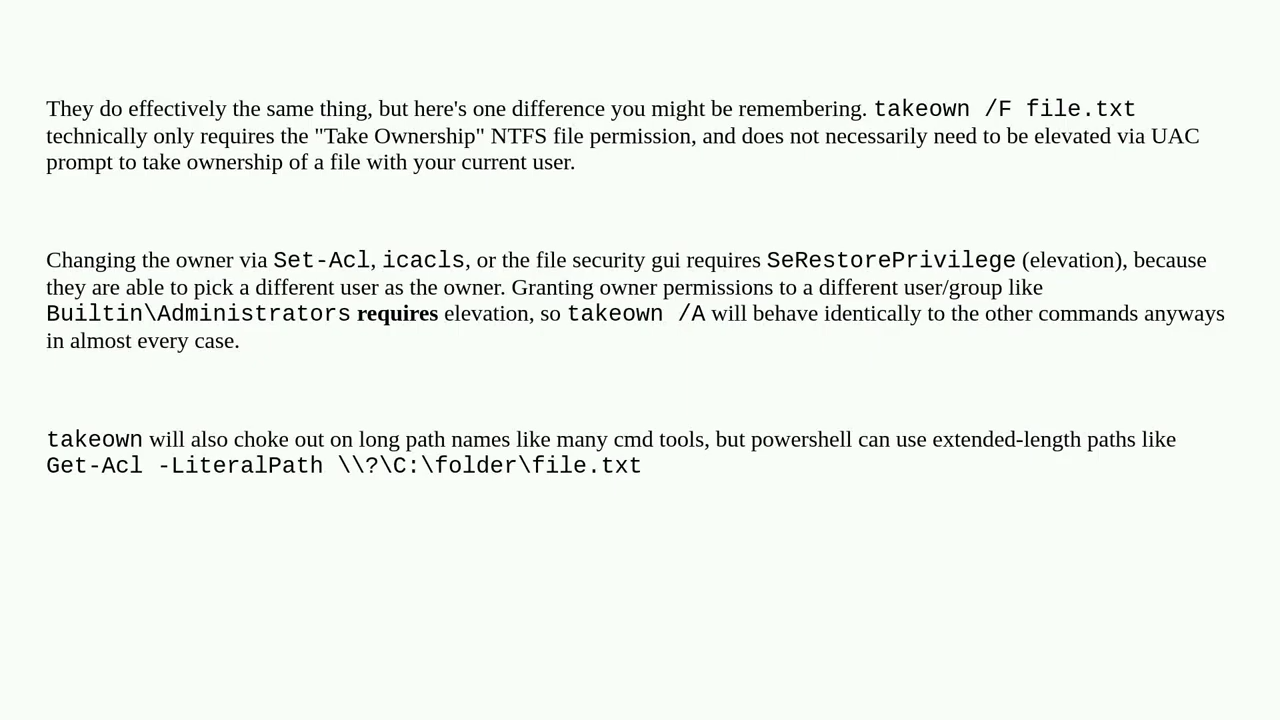 They do effectively the same thing, but here's one difference you might be remembering. takeown /F file.txt
technically only requires the "Take Ownership" NTFS file permission, and does not necessarily need to be elevated via UAC
prompt to take ownership of a file with your current user.
Changing the owner via Set-Acl, icacls, or the file security gui requires SeRestorePrivilege (elevation), because
they are able to pick a different user as the owner. Granting owner permissions to a different user/group like
Builtin\Administrators requires elevation, so takeown /A will behave identically to the other commands anyways
in almost every case.
takeown will also choke out on long path names like many cmd tools, but powershell can use extended-length paths like
Get-Acl -LiteralPath \\?\C:\folder\file.txt